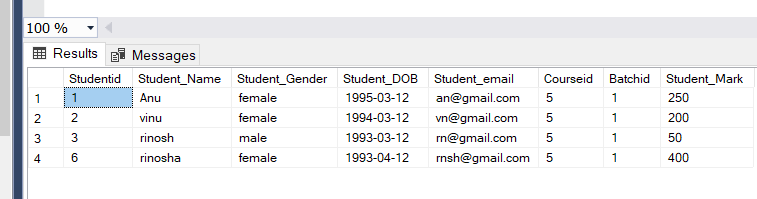 100 %
Results Messages
Studentid Student_Name Student_Gender Student_DOB Student_email Courseid Batchid Student_Mark
1 1 Anu female 1995-03-12 an@gmail.com 5 1 250
2 2 vinu female 1994-03-12 vn@gmail.com 5 1 200
3 3 rinosh male 1993-03-12 rn@gmail.com 5 1 50
4 6 rinosha female 1993-04-12 rnsh@gmail.com 5 1 400